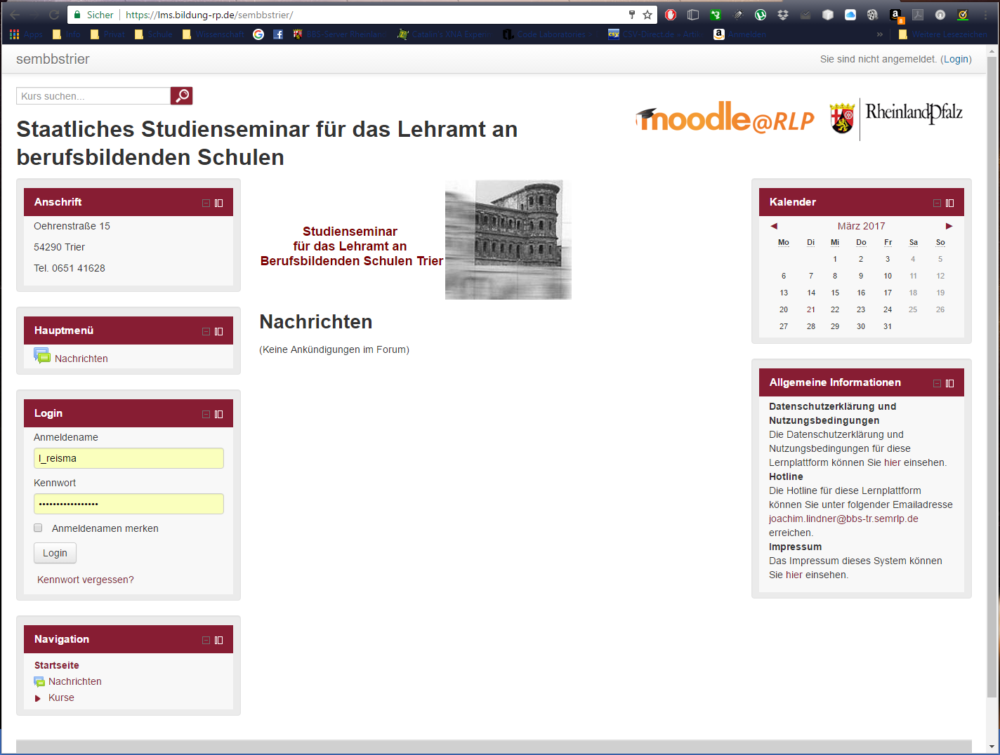 Sicher | https://lms.bildung-rp.de/sembbstrier/
Apps Info Privat Schule Wissenschaft BBS-Server Rheinlan Catalin's XNA Experi Code Laboratories CSV-Direct.de » Artik Anmelden » Weitere Lesezeichen
sembbstrier
Sie sind nicht angemeldet. (Login)
Kurs suchen...
moodle@RLP
RheinlandPfalz
Staatliches Studienseminar für das Lehramt an
berufsbildenden Schulen
Anschrift
Oehrenstraße 15
54290 Trier
Tel. 0651 41628
Hauptmenü
Nachrichten
Login
Anmeldename
l_reisma
Kennwort
•••••••••••••••••
Anmeldenamen merken
Login
Kennwort vergessen?
Navigation
Startseite
Nachrichten
Kurse
Studienseminar
für das Lehramt an
Berufsbildenden Schulen Trier
Nachrichten
(Keine Ankündigungen im Forum)
Kalender
◄ März 2017 ►
Mo Di Mi Do Fr Sa So
1 2 3 4 5
6 7 8 9 10 11 12
13 14 15 16 17 18 19
20 21 22 23 24 25 26
27 28 29 30 31
Allgemeine Informationen
Datenschutzerklärung und
Nutzungsbedingungen
Die Datenschutzerklärung und
Nutzungsbedingungen für diese
Lernplattform können Sie hier einsehen.
Hotline
Die Hotline für diese Lernplattform
können Sie unter folgender Emailadresse
joachim.lindner@bbs-tr.semrlp.de
erreichen.
Impressum
Das Impressum dieses System können
Sie hier einsehen.